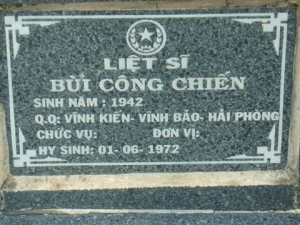 LIỆT SĨ
BÙI CÔNG CHIẾN
SINH NĂM : 1942
Q.Q: VĨNH KIẾN- VĨNH BẢO- HẢI PHÒNG
CHỨC VỤ: ĐƠN VỊ:
HY SINH: 01- 06- 1972